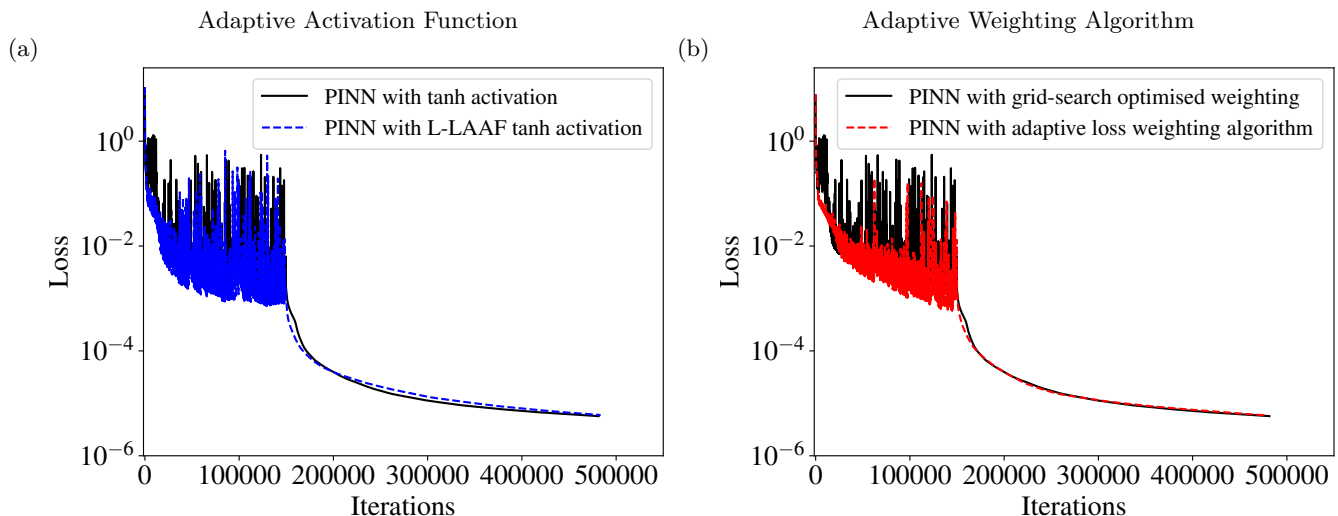 Adaptive Activation Function
(a)
PINN with tanh activation
PINN with L-LAAF tanh activation
10^0
10^-2
10^-4
10^-6
Loss
0 100000 200000 300000 400000 500000
Iterations
Adaptive Weighting Algorithm
(b)
PINN with grid-search optimised weighting
PINN with adaptive loss weighting algorithm
10^0
10^-2
10^-4
10^-6
Loss
0 100000 200000 300000 400000 500000
Iterations